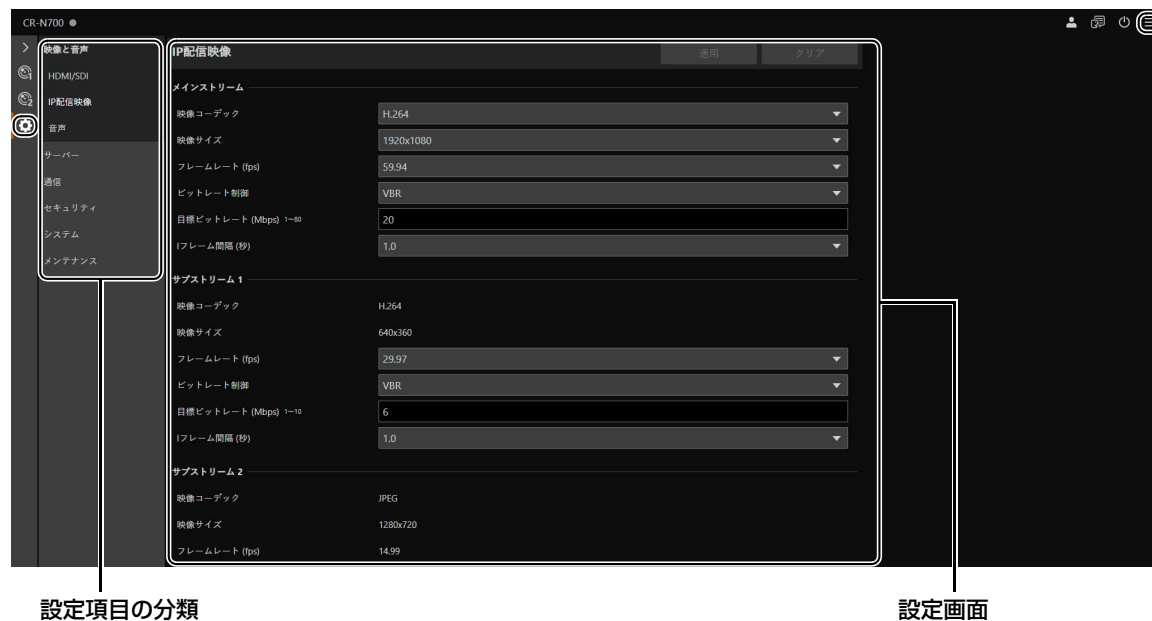 CR-N700
映像と音声
HDMI/SDI
IP配信映像
音声
サーバー
通信
セキュリティ
システム
メンテナンス
IP配信映像
適用
クリア
メインストリーム
映像コーデック H.264
映像サイズ 1920x1080
フレームレート (fps) 59.94
ビットレート制御 VBR
目標ビットレート (Mbps) 1~60 20
Iフレーム間隔 (秒) 1.0
サブストリーム 1
映像コーデック H.264
映像サイズ 640x360
フレームレート (fps) 29.97
ビットレート制御 VBR
目標ビットレート (Mbps) 1~10 6
Iフレーム間隔 (秒) 1.0
サブストリーム 2
映像コーデック JPEG
映像サイズ 1280x720
フレームレート (fps) 14.99
設定項目の分類
設定画面